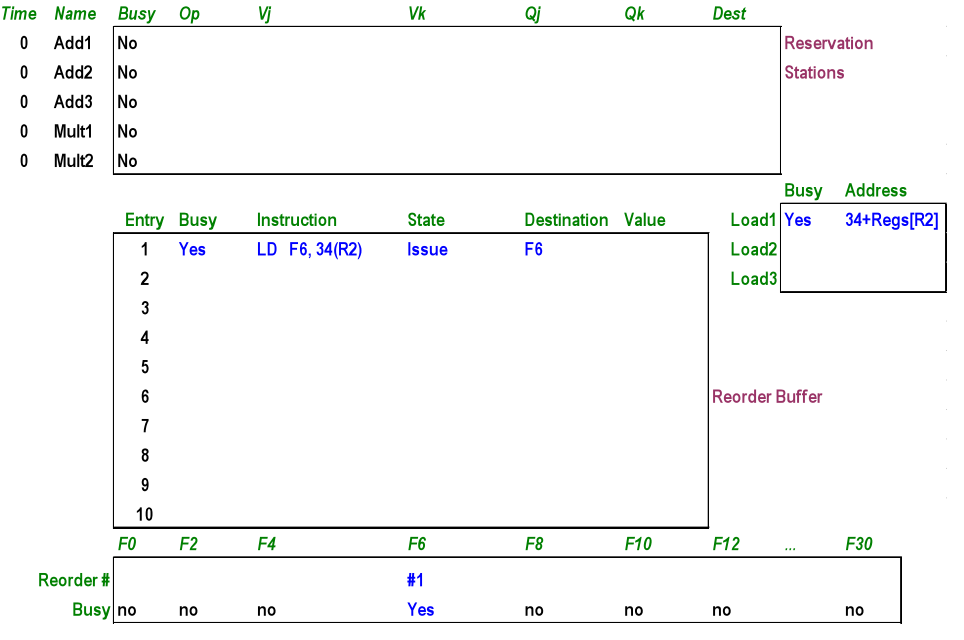 Time Name Busy Op Vj Vk Qj Qk Dest
0 Add1 No Reservation
0 Add2 No Stations
0 Add3 No
0 Mult1 No
0 Mult2 No
Busy Address
Entry Busy Instruction State Destination Value Load1 Yes 34+Regs[R2]
1 Yes LD F6, 34(R2) Issue F6 Load2
2 Load3
3
4
5
6 Reorder Buffer
7
8
9
10
F0 F2 F4 F6 F8 F10 F12 ... F30
Reorder # #1
Busy no no no Yes no no no no